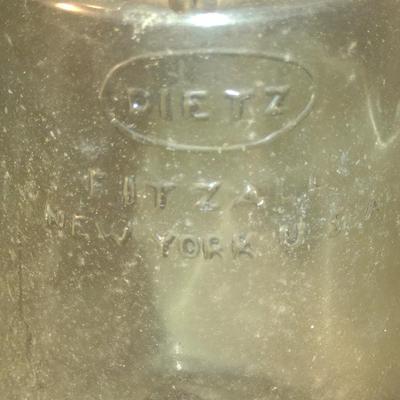 DIETZ
FITZALL
NEW YORK U.S.A